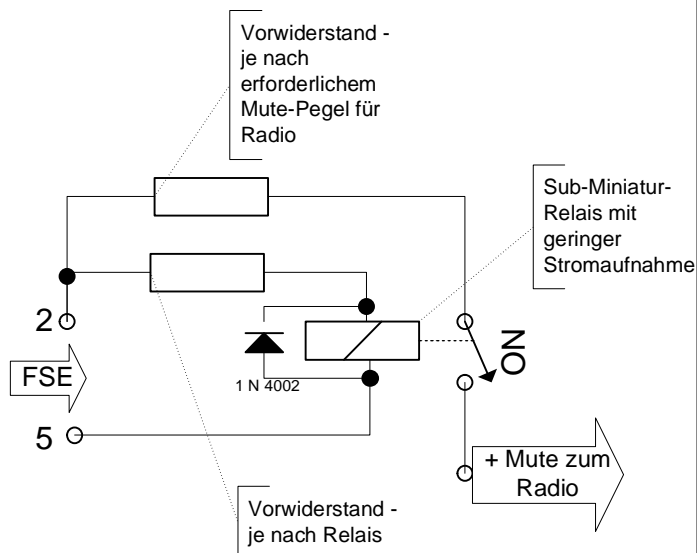 Vorwiderstand -
je nach
erforderlichem
Mute-Pegel für
Radio
Sub-Miniatur-
Relais mit
geringer
Stromaufnahme
2
FSE
1 N 4002
ON
5
+ Mute zum
Radio
Vorwiderstand -
je nach Relais